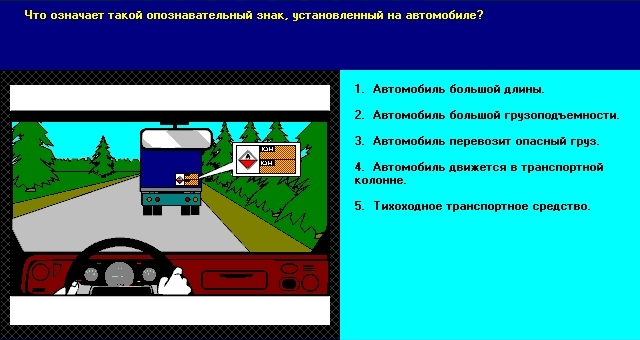 Что означает такой опознавательный знак, установленный на автомобиле?
1. Автомобиль большой длины.
2. Автомобиль большой грузоподъемности.
3. Автомобиль перевозит опасный груз.
4. Автомобиль движется в транспортной
колонне.
5. Тихоходное транспортное средство.